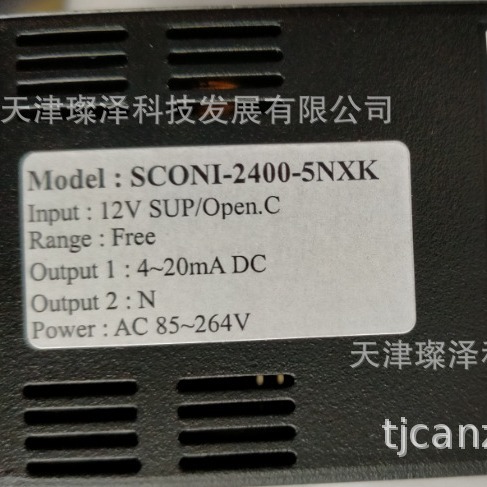 天津璨泽科技发展有限公司
Model : SCONI-2400-5NXK
Input : 12V SUP/Open.C
Range : Free
Output 1 : 4~20mA DC
Output 2 : N
Power : AC 85~264V
天津璨泽科
tjcanz